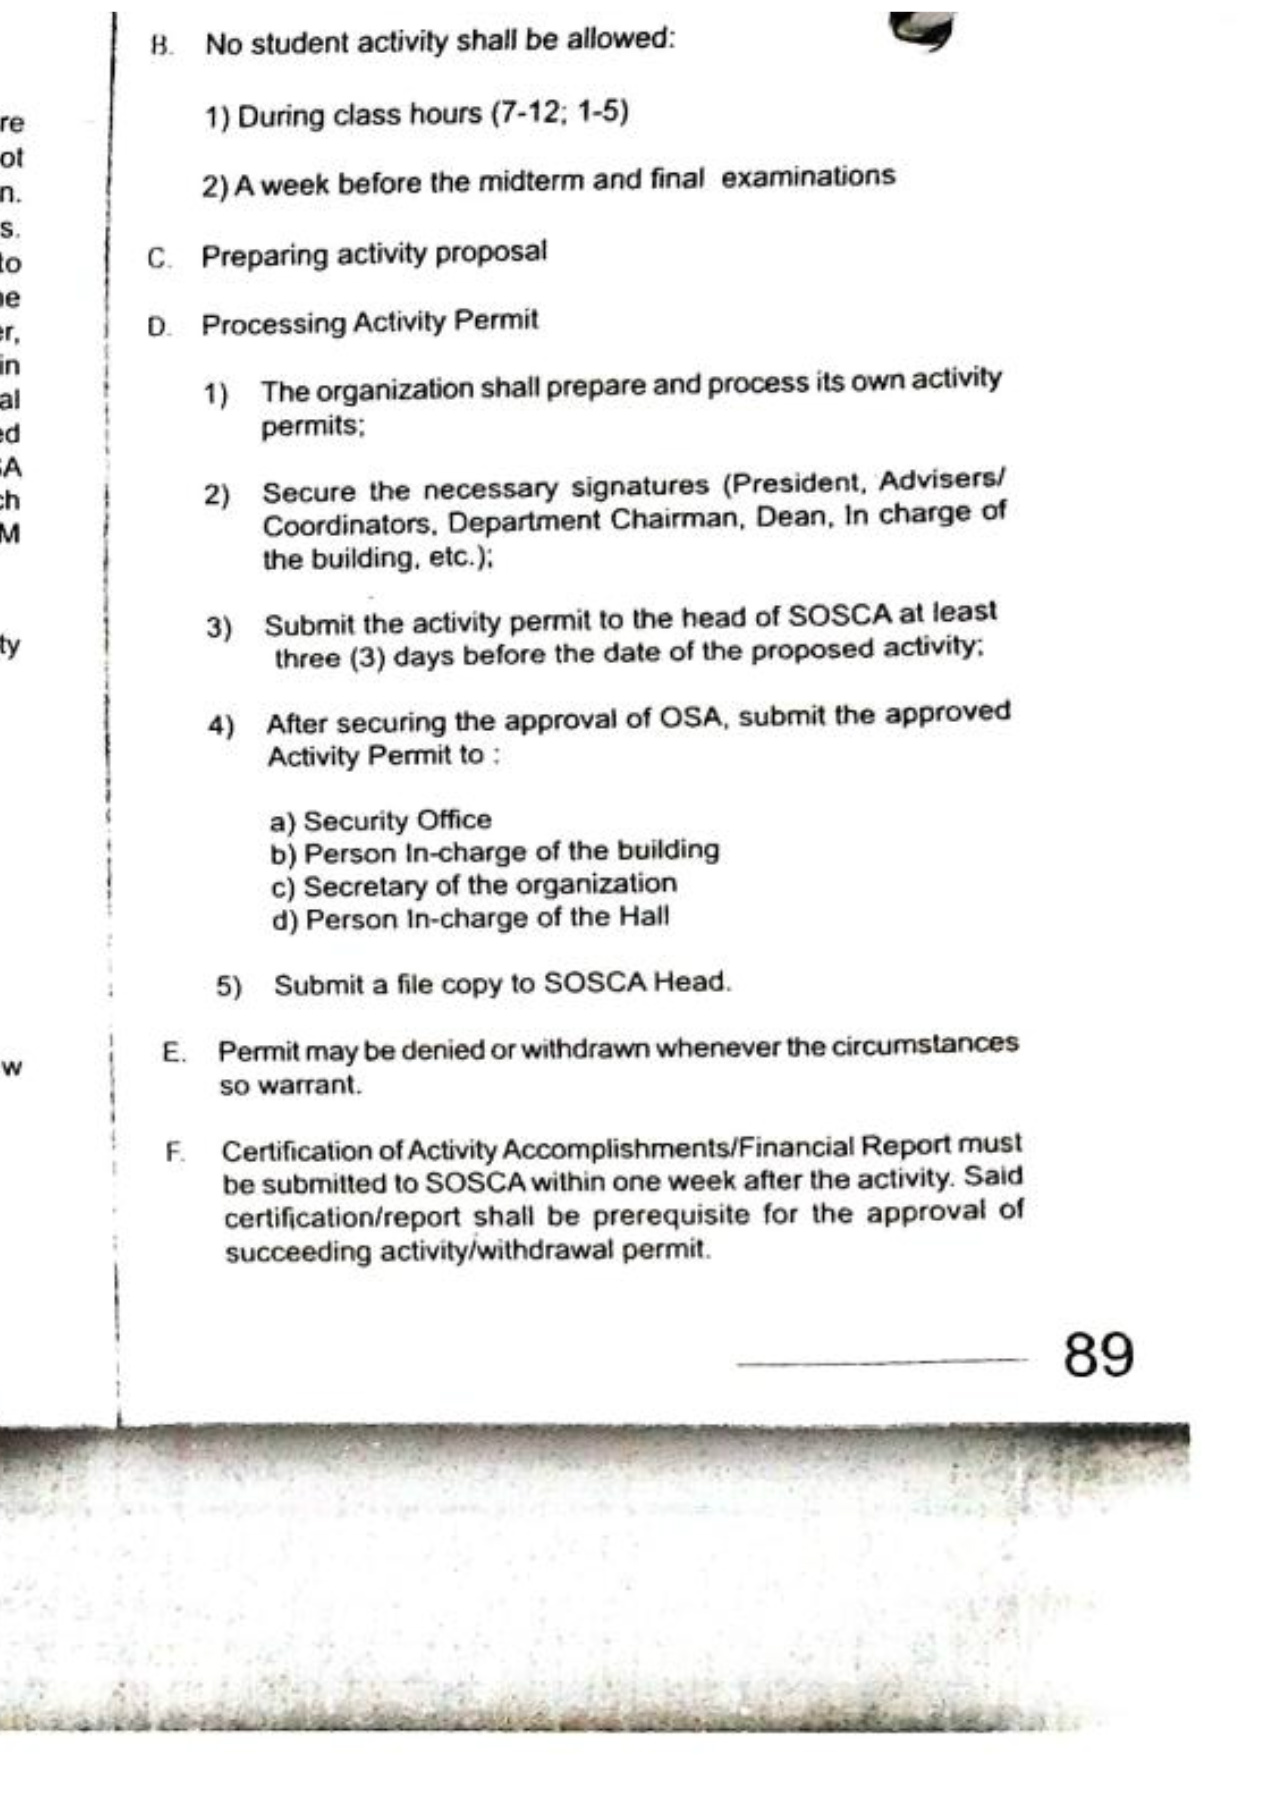 re
ot
n.
s.
to
ne
er,
in
al
ed
SA
ch
M
ty
w
B. No student activity shall be allowed:
1) During class hours (7-12; 1-5)
2) A week before the midterm and final examinations
C. Preparing activity proposal
D. Processing Activity Permit
1) The organization shall prepare and process its own activity
permits;
2) Secure the necessary signatures (President, Advisers/
Coordinators, Department Chairman, Dean, In charge of
the building, etc.);
3) Submit the activity permit to the head of SOSCA at least
three (3) days before the date of the proposed activity;
4) After securing the approval of OSA, submit the approved
Activity Permit to :
a) Security Office
b) Person In-charge of the building
c) Secretary of the organization
d) Person In-charge of the Hall
5) Submit a file copy to SOSCA Head.
E. Permit may be denied or withdrawn whenever the circumstances
so warrant.
F. Certification of Activity Accomplishments/Financial Report must
be submitted to SOSCA within one week after the activity. Said
certification/report shall be prerequisite for the approval of
succeeding activity/withdrawal permit.
89